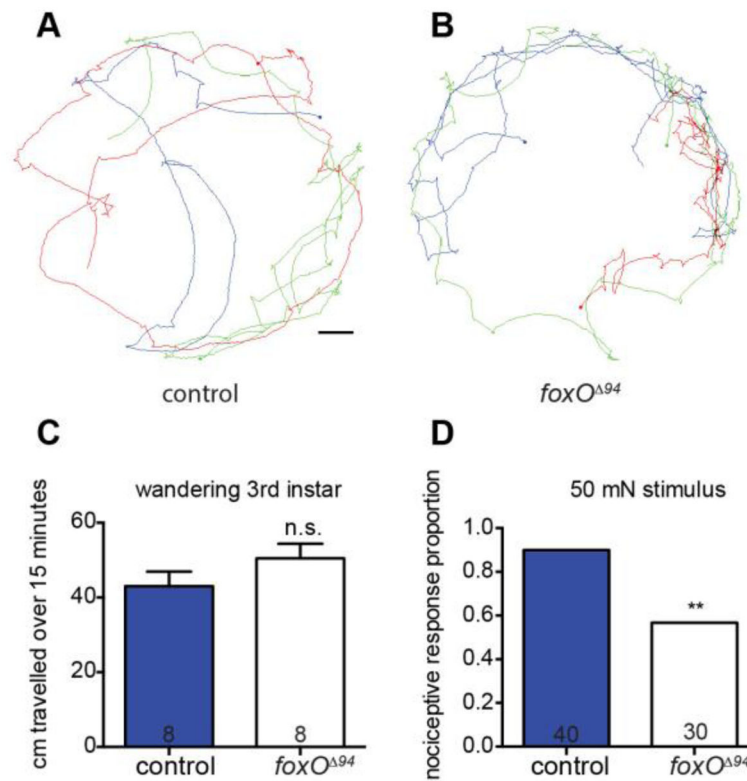 A
B
control
foxOΔ94
C
D
wandering 3rd instar
50 mN stimulus
cm travelled over 15 minutes
60
40
20
0
n.s.
8
8
control
foxOΔ94
nociceptive response proportion
1.0
0.8
0.6
0.4
0.2
0.0
**
40
30
control
foxOΔ94